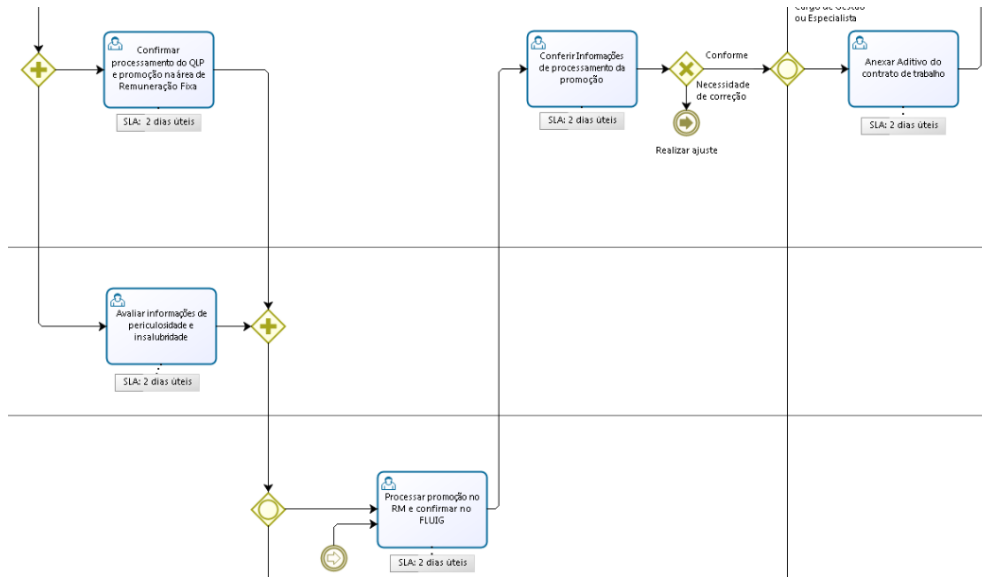 Cargo de Gestão
ou Especialista
Confirmar
processamento do QLP
e promoção na área de
Remuneração Fixa
SLA: 2 dias úteis
Conferir Informações
de processamento da
promoção
SLA: 2 dias úteis
Conforme
Necessidade
de correção
Realizar ajuste
Anexar Aditivo do
contrato de trabalho
SLA: 2 dias úteis
Avaliar informações de
periculosidade e
insalubridade
SLA: 2 dias úteis
Processar promoção no
RM e confirmar no
FLUIG
SLA: 2 dias úteis